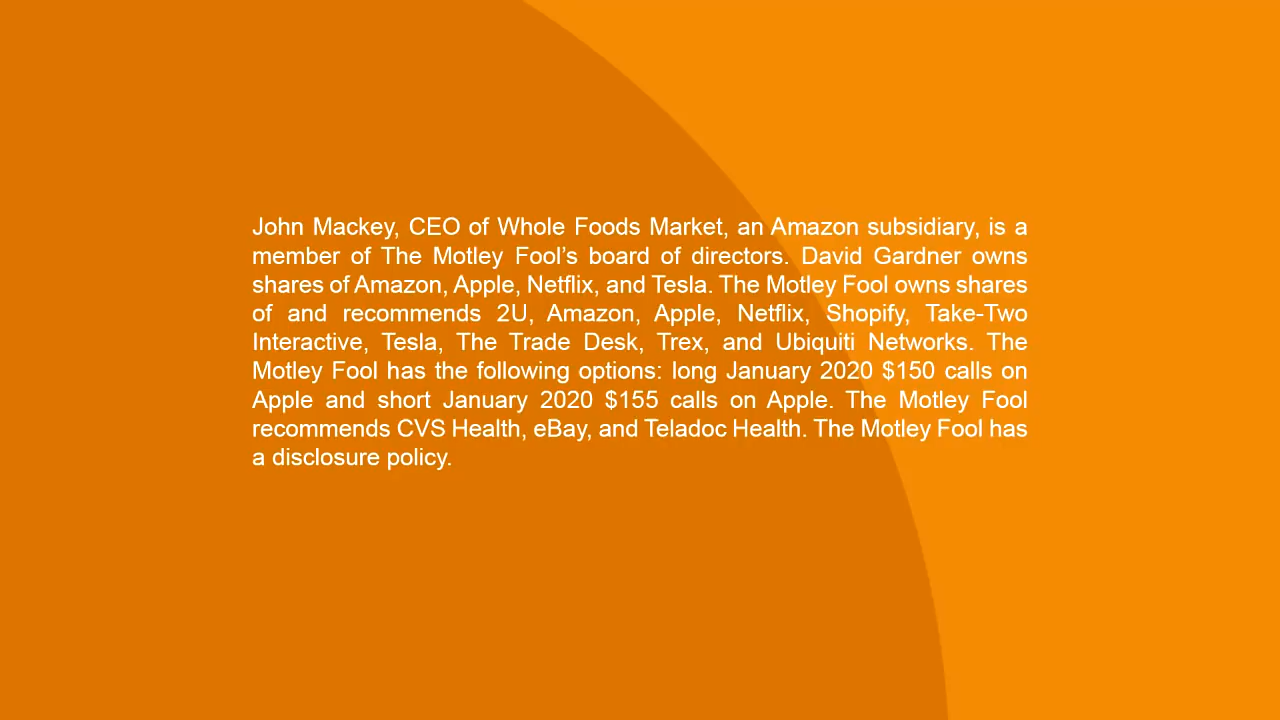 John Mackey, CEO of Whole Foods Market, an Amazon subsidiary, is a
member of The Motley Fool’s board of directors. David Gardner owns
shares of Amazon, Apple, Netflix, and Tesla. The Motley Fool owns shares
of and recommends 2U, Amazon, Apple, Netflix, Shopify, Take-Two
Interactive, Tesla, The Trade Desk, Trex, and Ubiquiti Networks. The
Motley Fool has the following options: long January 2020 $150 calls on
Apple and short January 2020 $155 calls on Apple. The Motley Fool
recommends CVS Health, eBay, and Teladoc Health. The Motley Fool has
a disclosure policy.